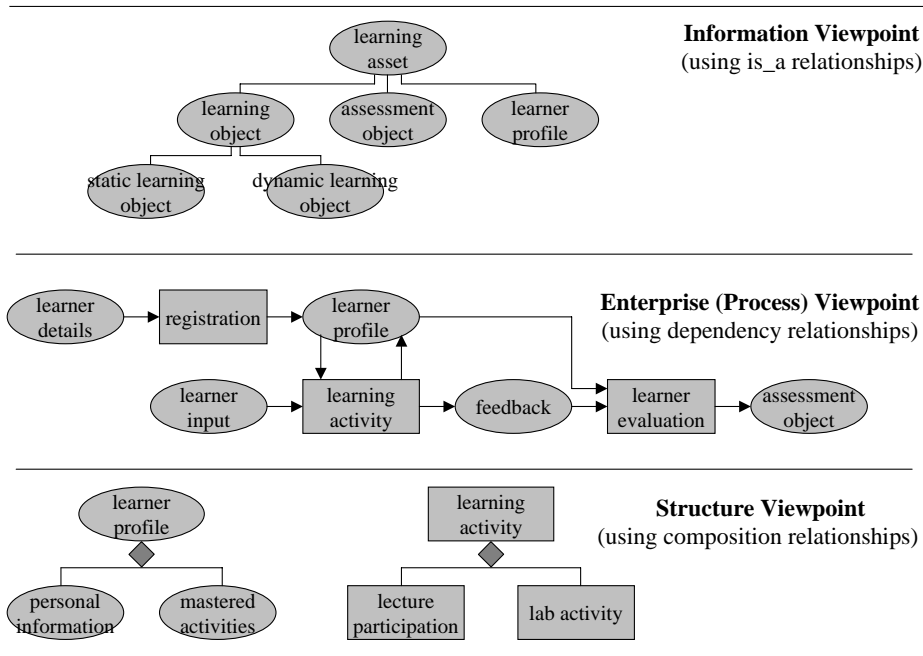 learning
asset
Information Viewpoint
(using is_a relationships)
learning
object
assessment
object
learner
profile
static learning
object
dynamic learning
object
Enterprise (Process) Viewpoint
(using dependency relationships)
learner
details
registration
learner
profile
learner
input
learning
activity
feedback
learner
evaluation
assessment
object
Structure Viewpoint
(using composition relationships)
learner
profile
learning
activity
personal
information
mastered
activities
lecture
participation
lab activity